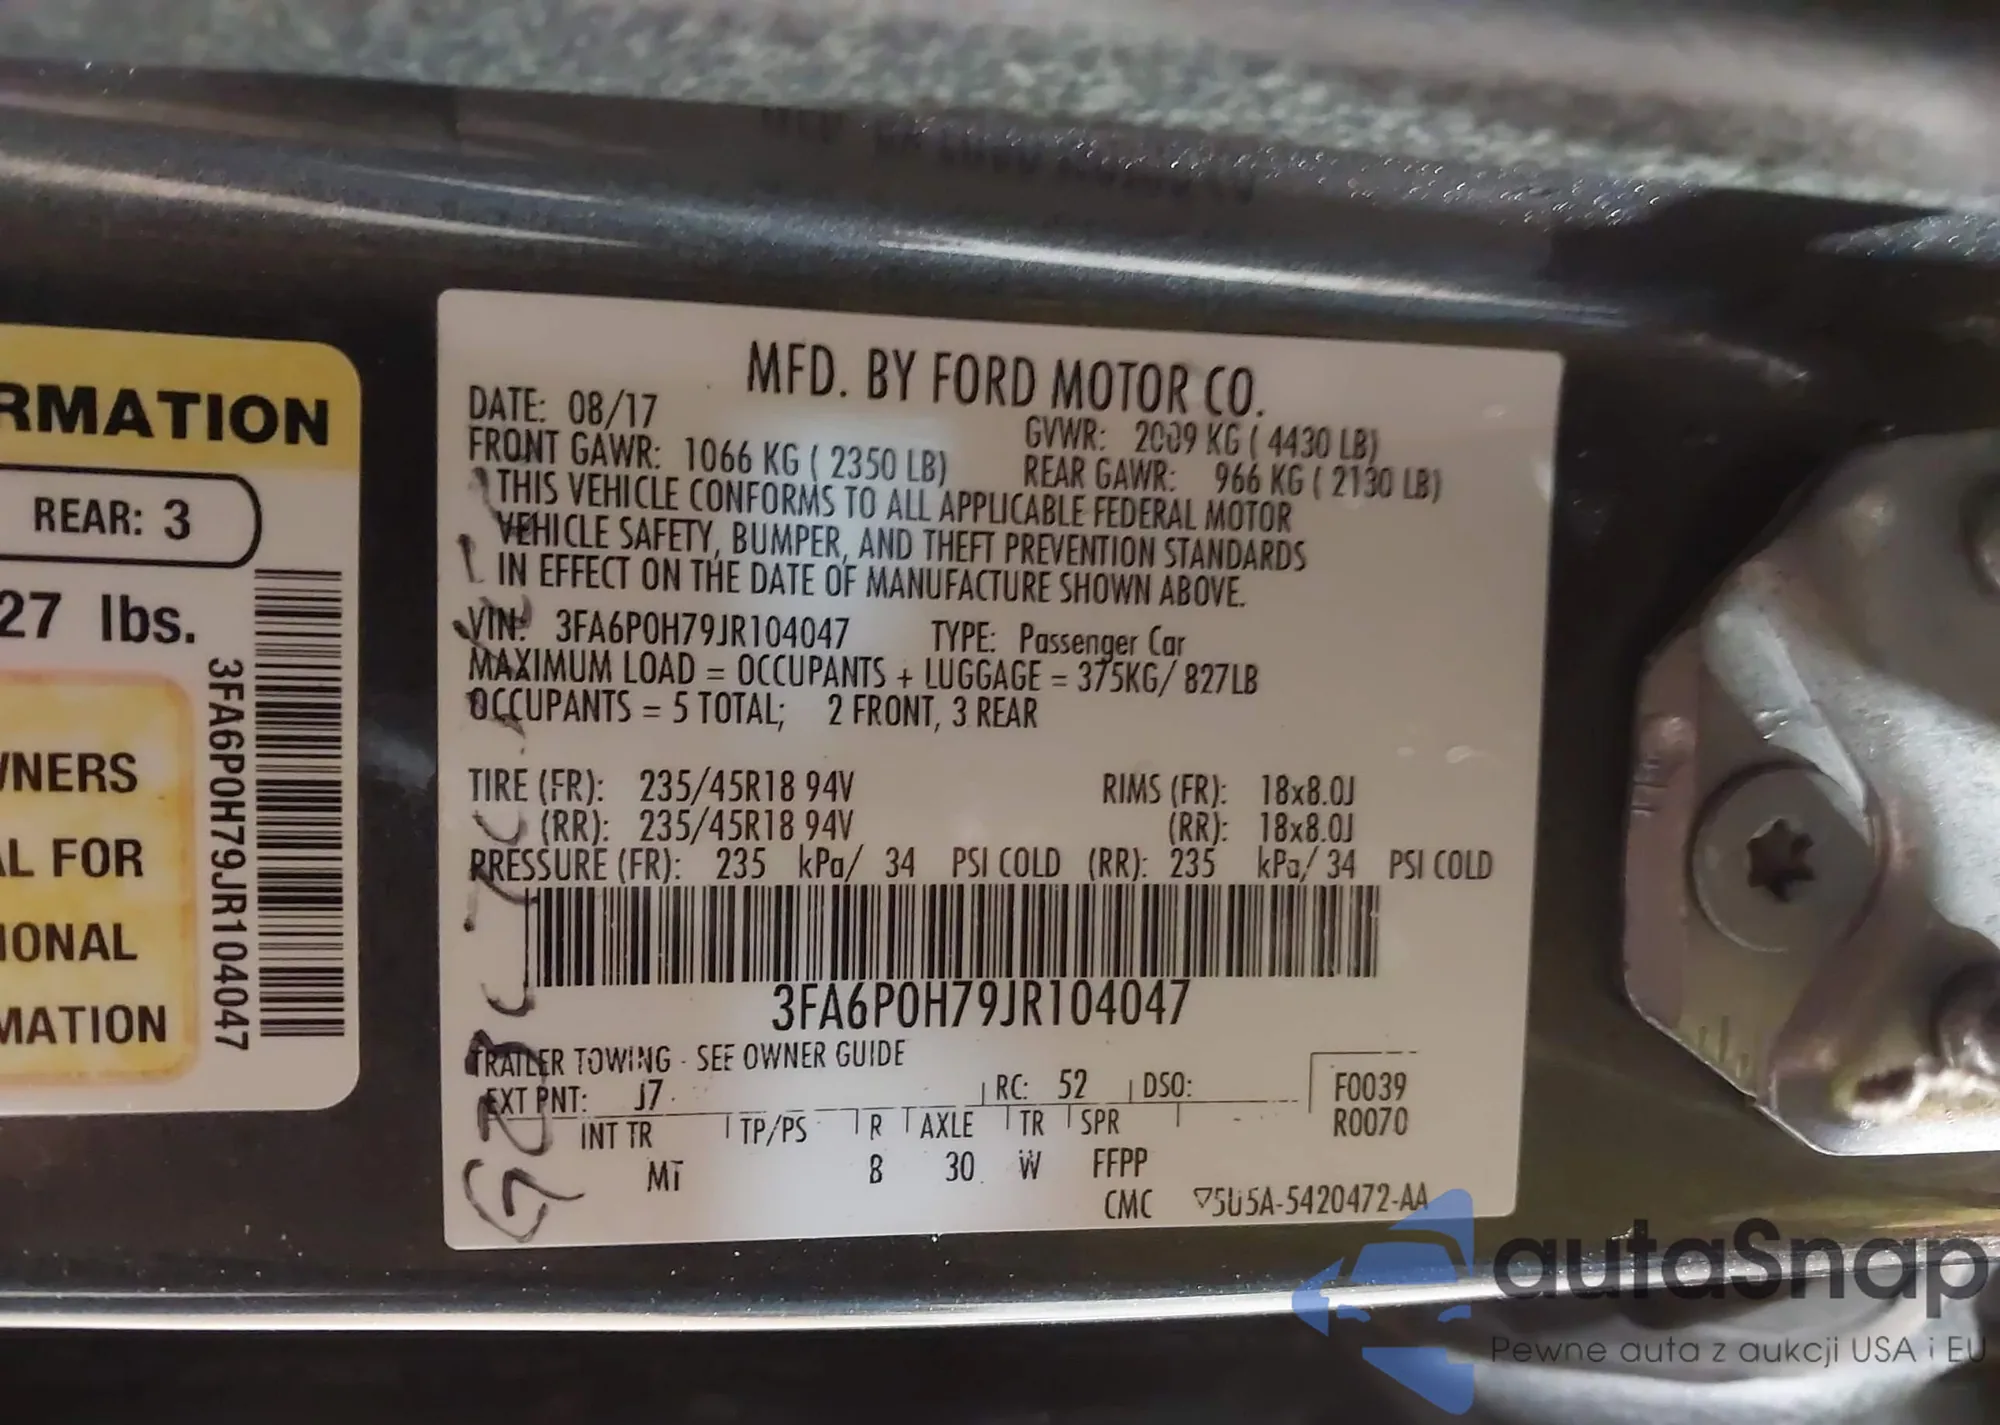 RMATION
REAR: 3
27 lbs.
3FA6P0H79JR104047
WNERS
AL FOR
IONAL
MATION
MFD. BY FORD MOTOR CO.
DATE: 08/17
GVWR: 2009 KG ( 4430 LB)
FRONT GAWR: 1066 KG ( 2350 LB)
REAR GAWR: 966 KG ( 2130 LB)
THIS VEHICLE CONFORMS TO ALL APPLICABLE FEDERAL MOTOR
VEHICLE SAFETY, BUMPER, AND THEFT PREVENTION STANDARDS
IN EFFECT ON THE DATE OF MANUFACTURE SHOWN ABOVE.
VIN: 3FA6P0H79JR104047 TYPE: Passenger Car
MAXIMUM LOAD = OCCUPANTS + LUGGAGE = 375KG/ 827LB
OCCUPANTS = 5 TOTAL; 2 FRONT, 3 REAR
TIRE (FR): 235/45R18 94V RIMS (FR): 18x8.0J
(RR): 235/45R18 94V (RR): 18x8.0J
PRESSURE (FR): 235 kPa/ 34 PSI COLD (RR): 235 kPa/ 34 PSI COLD
3FA6P0H79JR104047
TRAILER TOWING - SEE OWNER GUIDE
EXT PNT: J7 RC: 52 DSO: F0039
INT TR TP/PS R AXLE TR SPR R0070
MT 8 30 W FFPP
CMC ▽5U5A-5420472-AA
autaSnap
Pewne auta z aukcji USA i EU